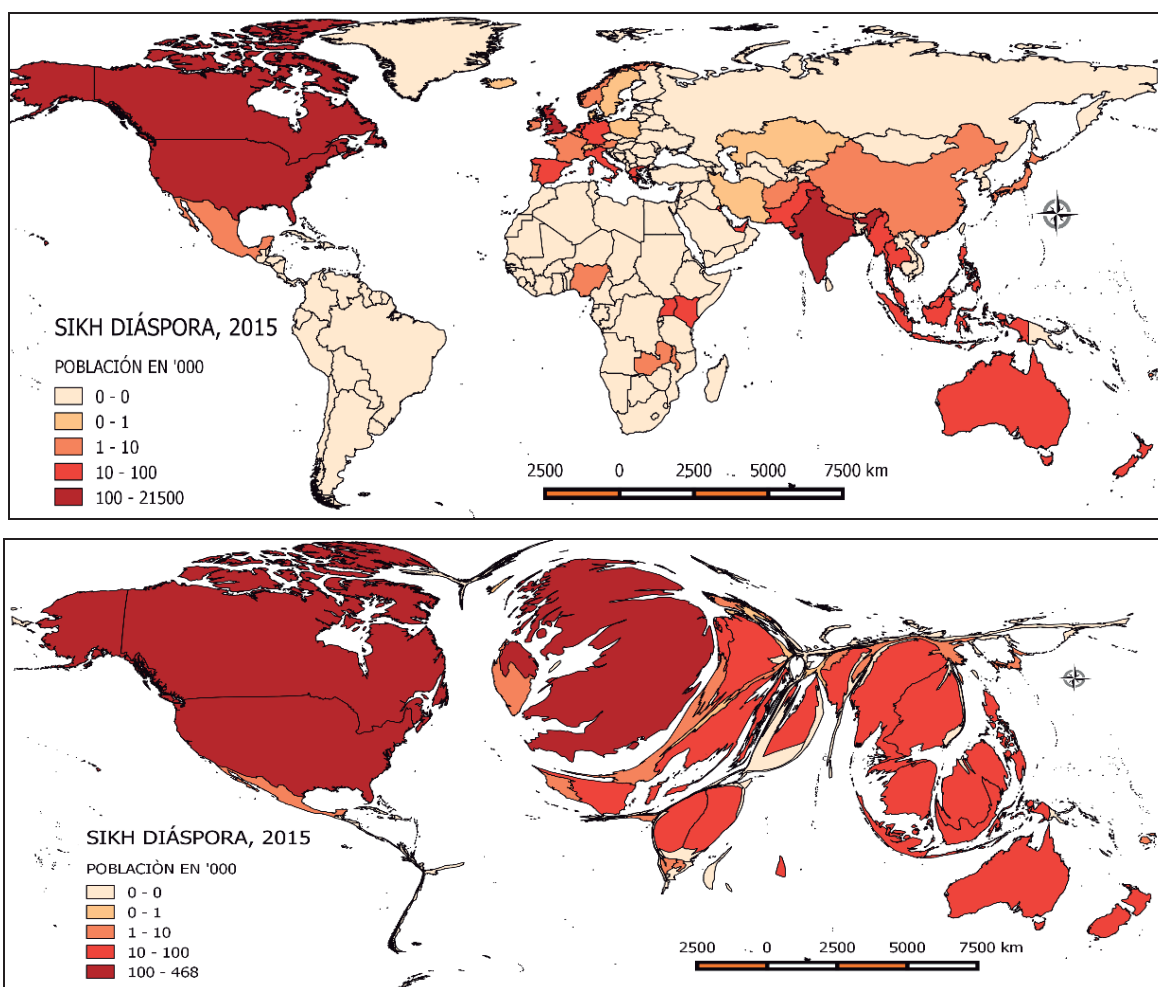 SIKH DIÁSPORA, 2015
POBLACIÓN EN '000
0 - 0
0 - 1
1 - 10
10 - 100
100 - 21500
2500 0 2500 5000 7500 km
SIKH DIÁSPORA, 2015
POBLACIÒN EN '000
0 - 0
0 - 1
1 - 10
10 - 100
100 - 468
2500 0 2500 5000 7500 km